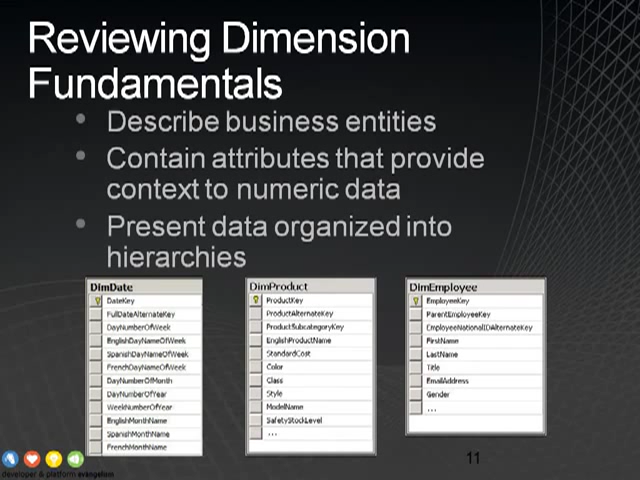 Reviewing Dimension
Fundamentals
• Describe business entities
• Contain attributes that provide
context to numeric data
• Present data organized into
hierarchies
DimDate
DateKey
FullDateAlternateKey
DayNumberOfWeek
EnglishDayNameOfWeek
SpanishDayNameOfWeek
FrenchDayNameOfWeek
DayNumberOfMonth
DayNumberOfYear
WeekNumberOfYear
EnglishMonthName
SpanishMonthName
FrenchMonthName
DimProduct
ProductKey
ProductAlternateKey
ProductSubcategoryKey
EnglishProductName
StandardCost
Color
Class
Style
ModelName
SafetyStockLevel
...
DimEmployee
EmployeeKey
ParentEmployeeKey
EmployeeNationalIDAlternateKey
FirstName
LastName
Title
EmailAddress
Gender
...
developer & platform evangelism
11